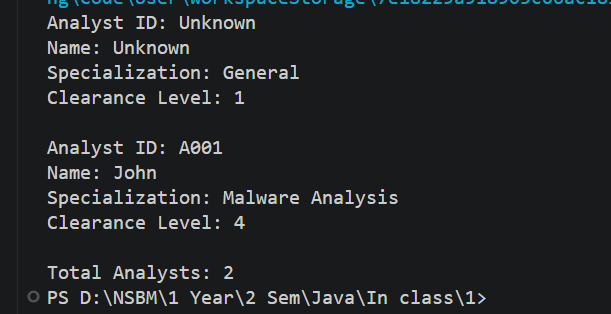 Analyst ID: Unknown
Name: Unknown
Specialization: General
Clearance Level: 1
Analyst ID: A001
Name: John
Specialization: Malware Analysis
Clearance Level: 4
Total Analysts: 2
PS D:\NSBM\1 Year\2 Sem\Java\In class\1>